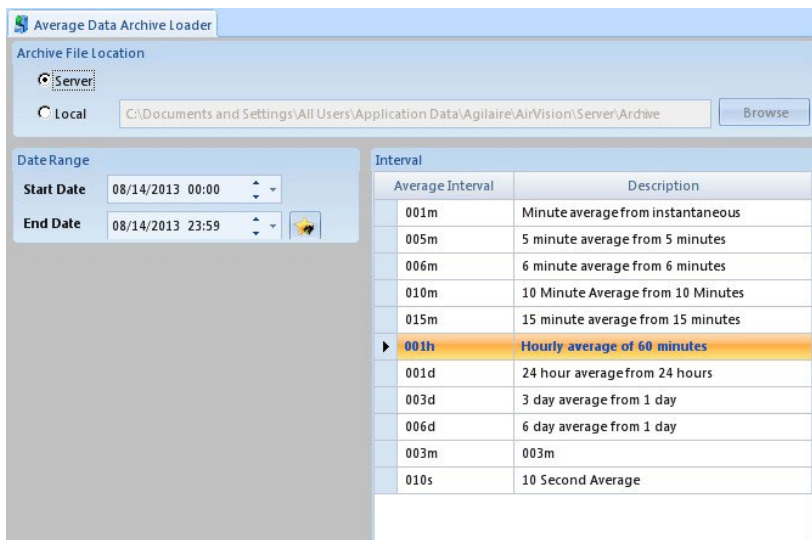 Average Data Archive Loader
Archive File Location
Server
Local C:\Documents and Settings\All Users\Application Data\Agilaire\AirVision\Server\Archive Browse
Date Range
Start Date 08/14/2013 00:00
End Date 08/14/2013 23:59
Interval
Average Interval Description
001m Minute average from instantaneous
005m 5 minute average from 5 minutes
006m 6 minute average from 6 minutes
010m 10 Minute Average from 10 Minutes
015m 15 minute average from 15 minutes
001h Hourly average of 60 minutes
001d 24 hour average from 24 hours
003d 3 day average from 1 day
006d 6 day average from 1 day
003m 003m
010s 10 Second Average